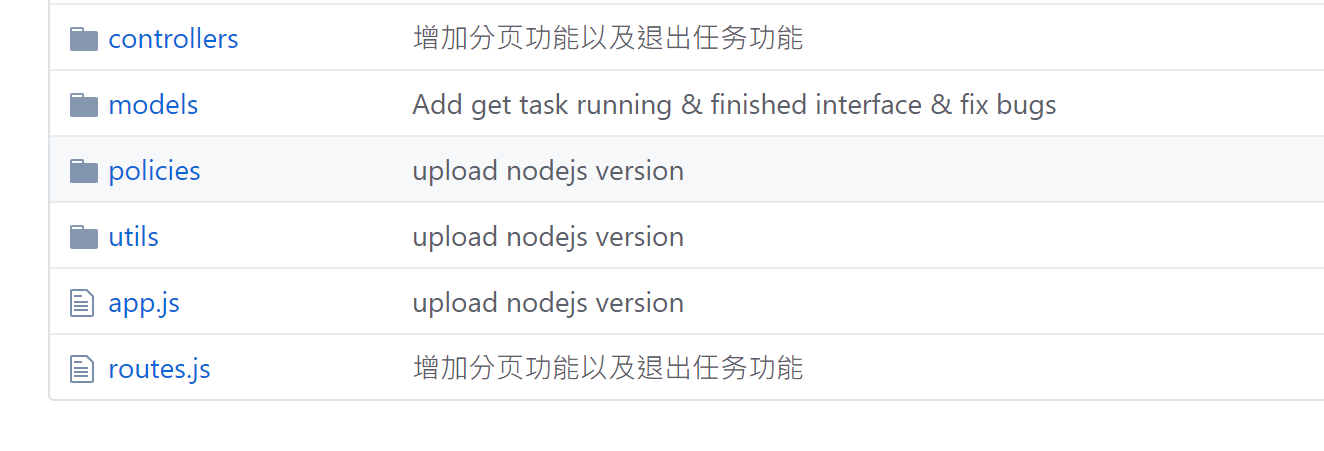 controllers 增加分页功能以及退出任务功能
models Add get task running & finished interface & fix bugs
policies upload nodejs version
utils upload nodejs version
app.js upload nodejs version
routes.js 增加分页功能以及退出任务功能